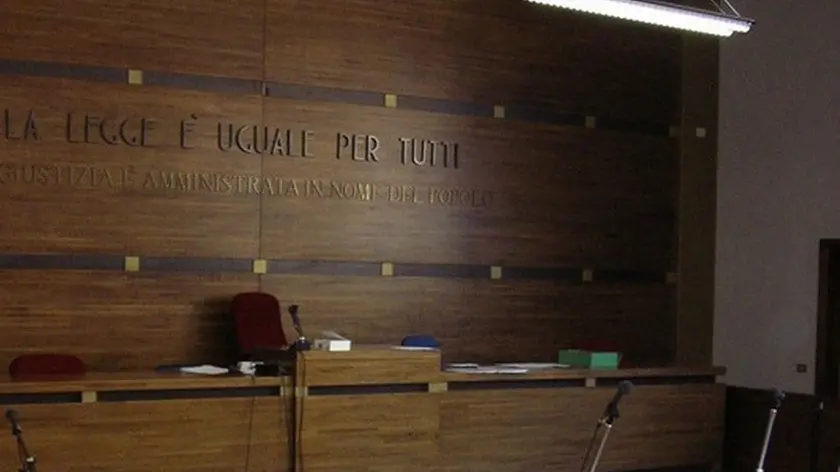 LA LEGGE È UGUALE PER TUTTI
GIUSTIZIA È AMMINISTRATA IN NOME DEL POPOLO